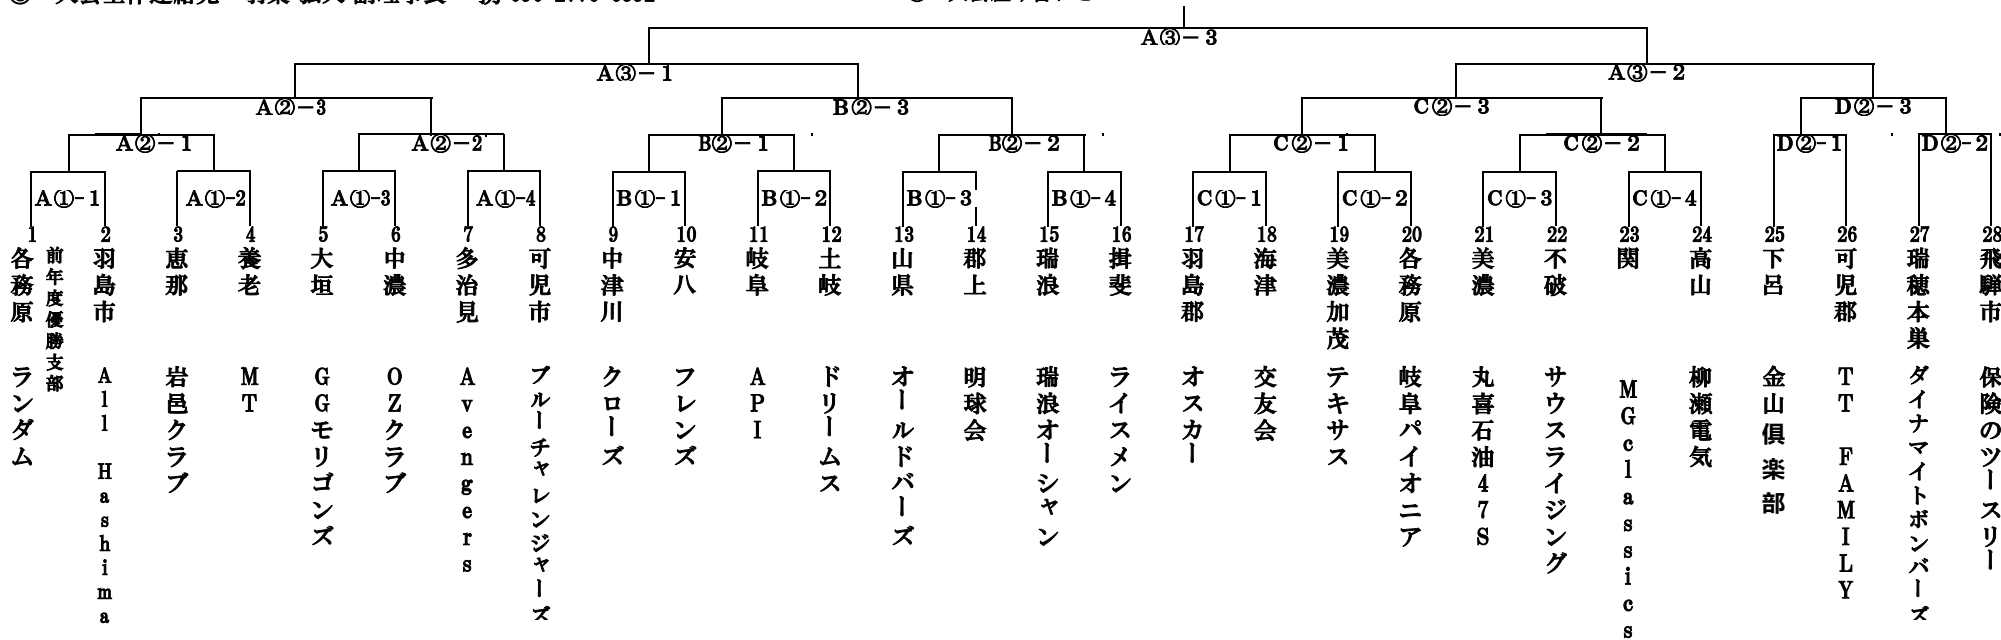 A③－3
A③－1
A③－2
A②－3
B②－3
C②－3
D②－3
A②－1
A②－2
B②－1
B②－2
C②－1
C②－2
D②－1
D②－2
A①－1
A①－2
A①－3
A①－4
B①－1
B①－2
B①－3
B①－4
C①－1
C①－2
C①－3
C①－4
1 各務原 ランダム
前年度優勝支部
2 羽島市 All Hashima
3 恵那 岩邑クラブ
4 養老 MT
5 大垣 GGモリゴンズ
6 中濃 OZクラブ
7 多治見 Avengers
8 可児市 ブルーチャレンジャーズ
9 中津川 クローズ
10 安八 フレンズ
11 岐阜 API
12 土岐 ドリームス
13 山県 オールドバーズ
14 郡上 明球会
15 瑞浪 瑞浪オーシャン
16 揖斐 ライスメン
17 羽島郡 オスカー
18 海津 交友会
19 美濃加茂 テキサス
20 各務原 岐阜パイオニア
21 美濃 丸喜石油47S
22 不破 サウスライジング
23 関 MGclassics
24 高山 柳瀬電気
25 下呂 金山倶楽部
26 可児郡 TT FAMILY
27 瑞穂本巣 ダイナマイトボンバーズ
28 飛騨市 保険のツースリー